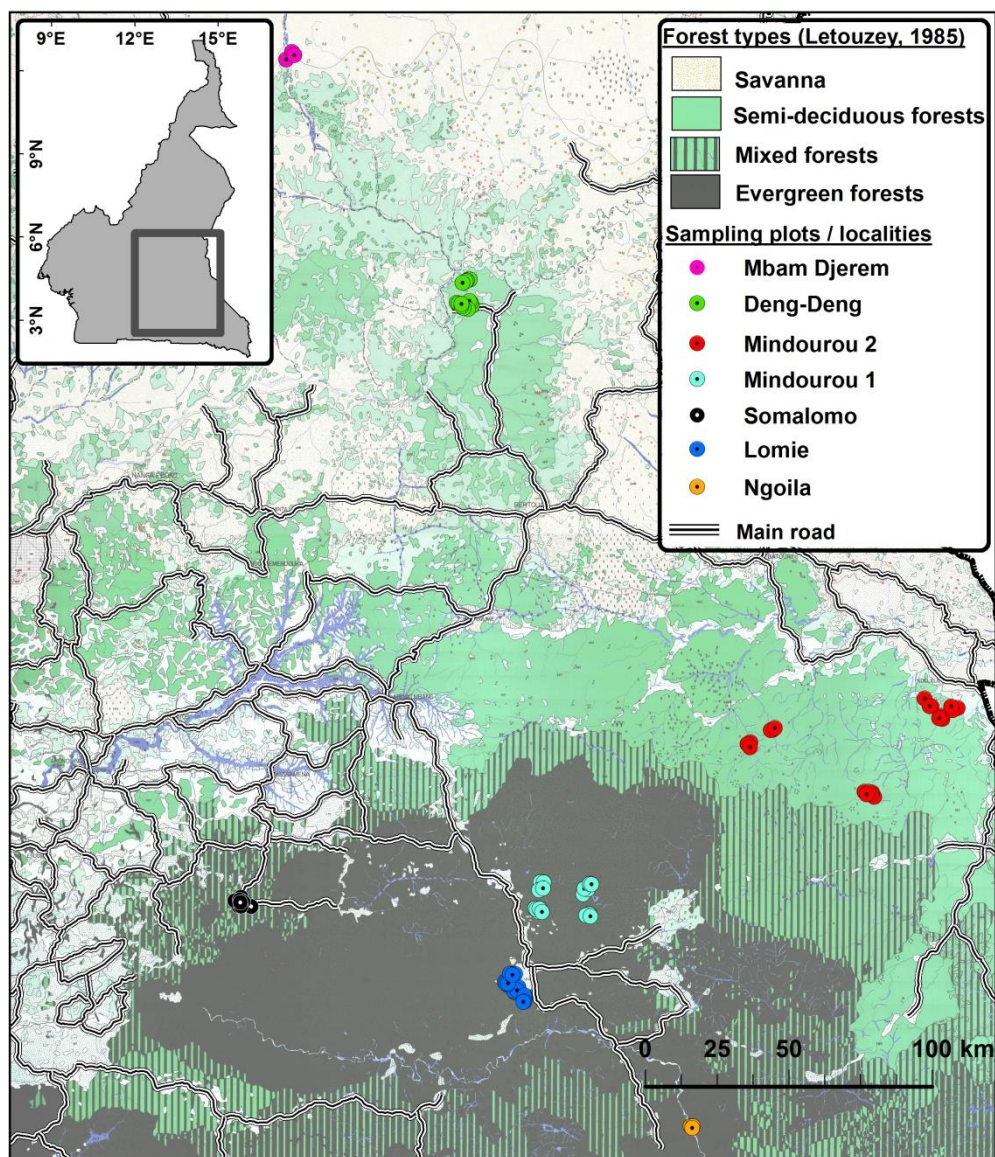 9°E 12°E 15°E
9°N
6°N
3°N
Forest types (Letouzey, 1985)
Savanna
Semi-deciduous forests
Mixed forests
Evergreen forests
Sampling plots / localities
Mbam Djerem
Deng-Deng
Mindourou 2
Mindourou 1
Somalomo
Lomie
Ngoila
Main road
0 25 50 100 km